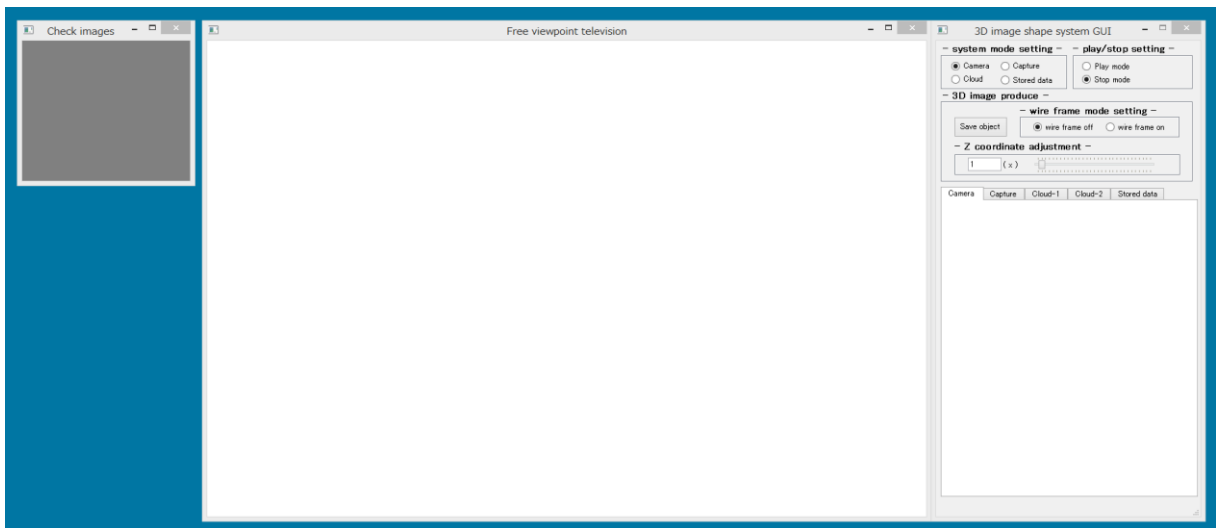 Check images
Free viewpoint television
3D image shape system GUI
- system mode setting - - play/stop setting -
Camera Capture Play mode
Cloud Stored data Stop mode
- 3D image produce -
- wire frame mode setting -
Save object wire frame off wire frame on
- Z coordinate adjustment -
1 (x)
Camera Capture Cloud-1 Cloud-2 Stored data